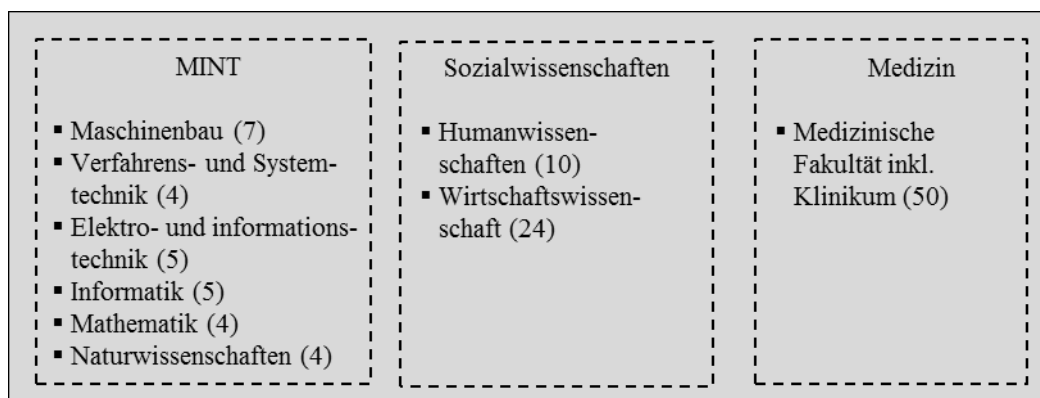 MINT
▪ Maschinenbau (7)
▪ Verfahrens- und System-
technik (4)
▪ Elektro- und informations-
technik (5)
▪ Informatik (5)
▪ Mathematik (4)
▪ Naturwissenschaften (4)
Sozialwissenschaften
▪ Humanwissen-
schaften (10)
▪ Wirtschaftswissen-
schaft (24)
Medizin
▪ Medizinische
Fakultät inkl.
Klinikum (50)